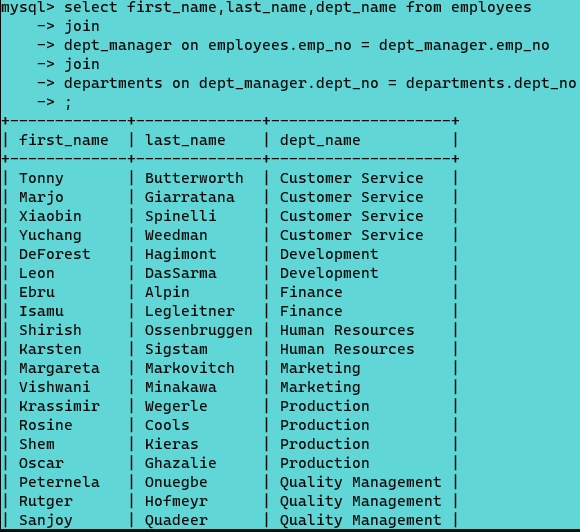 mysql> select first_name,last_name,dept_name from employees
    -> join
    -> dept_manager on employees.emp_no = dept_manager.emp_no
    -> join
    -> departments on dept_manager.dept_no = departments.dept_no
    -> ;
+-------------+--------------+--------------------+
| first_name  | last_name    | dept_name          |
+-------------+--------------+--------------------+
| Tonny       | Butterworth  | Customer Service   |
| Marjo       | Giarratana   | Customer Service   |
| Xiaobin     | Spinelli     | Customer Service   |
| Yuchang     | Weedman      | Customer Service   |
| DeForest    | Hagimont     | Development        |
| Leon        | DasSarma     | Development        |
| Ebru        | Alpin        | Finance            |
| Isamu       | Legleitner   | Finance            |
| Shirish     | Ossenbruggen | Human Resources    |
| Karsten     | Sigstam      | Human Resources    |
| Margareta   | Markovitch   | Marketing          |
| Vishwani    | Minakawa     | Marketing          |
| Krassimir   | Wegerle      | Production         |
| Rosine      | Cools        | Production         |
| Shem        | Kieras       | Production         |
| Oscar       | Ghazalie     | Production         |
| Peternela   | Onuegbe      | Quality Management |
| Rutger      | Hofmeyr      | Quality Management |
| Sanjoy      | Quadeer      | Quality Management |